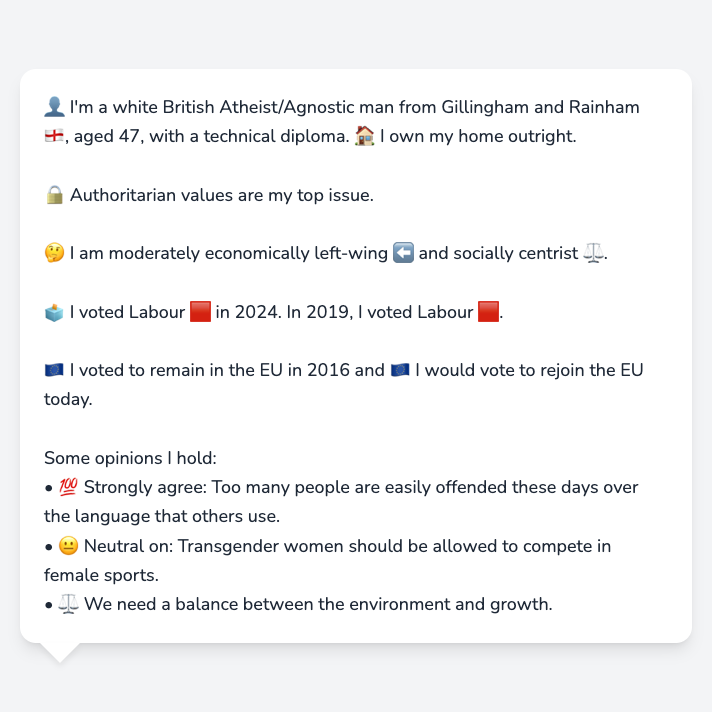 👤 I'm a white British Atheist/Agnostic man from Gillingham and Rainham
🏴󠁧󠁢󠁥󠁮󠁧󠁿, aged 47, with a technical diploma. 🏠 I own my home outright.
🔒 Authoritarian values are my top issue.
🤔 I am moderately economically left-wing ⬅️ and socially centrist ⚖️.
🗳️ I voted Labour 🟥 in 2024. In 2019, I voted Labour 🟥.
🇪🇺 I voted to remain in the EU in 2016 and 🇪🇺 I would vote to rejoin the EU
today.
Some opinions I hold:
• 💯 Strongly agree: Too many people are easily offended these days over
the language that others use.
• 😐 Neutral on: Transgender women should be allowed to compete in
female sports.
• ⚖️ We need a balance between the environment and growth.